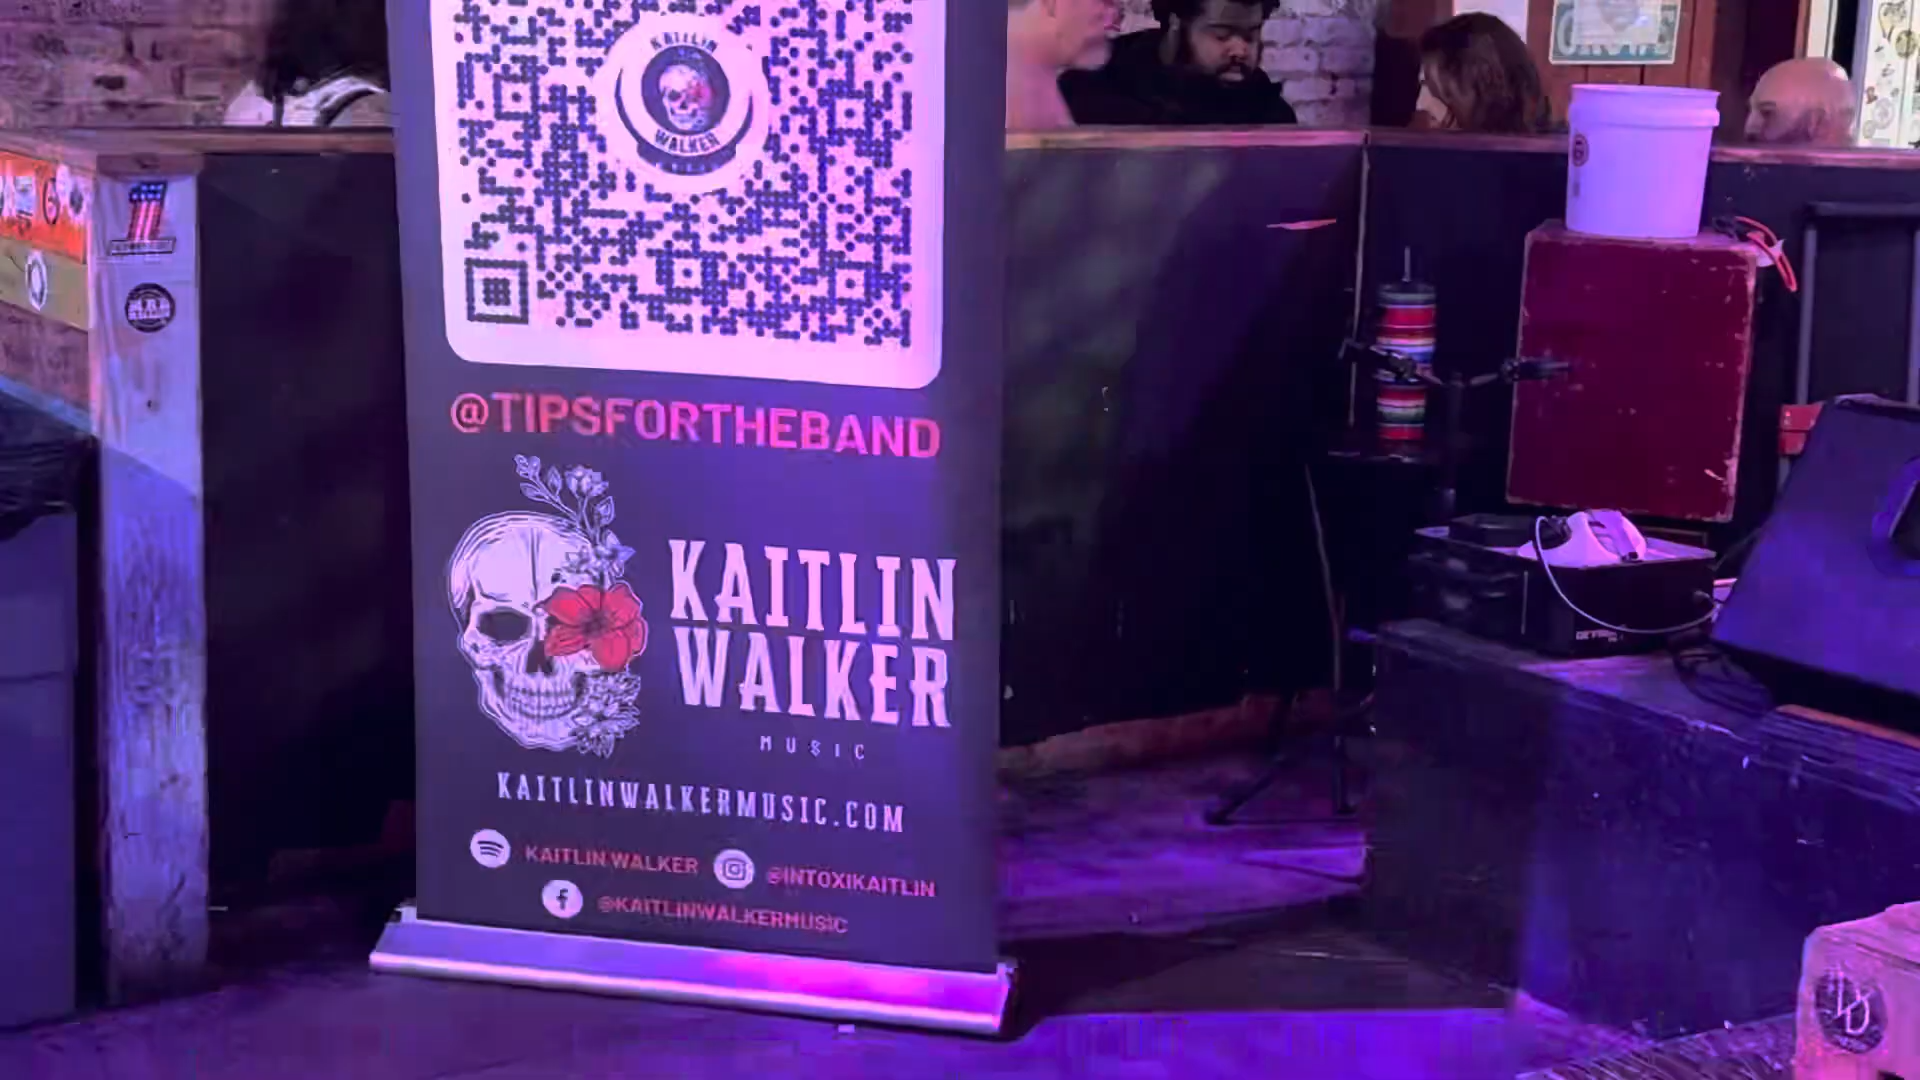 KAITLIN
WALKER
@TIPSFORTHEBAND
KAITLIN
WALKER
MUSIC
KAITLINWALKERMUSIC.COM
KAITLIN WALKER @INTOXIKAITLIN
@KAITLINWALKERMUSIC